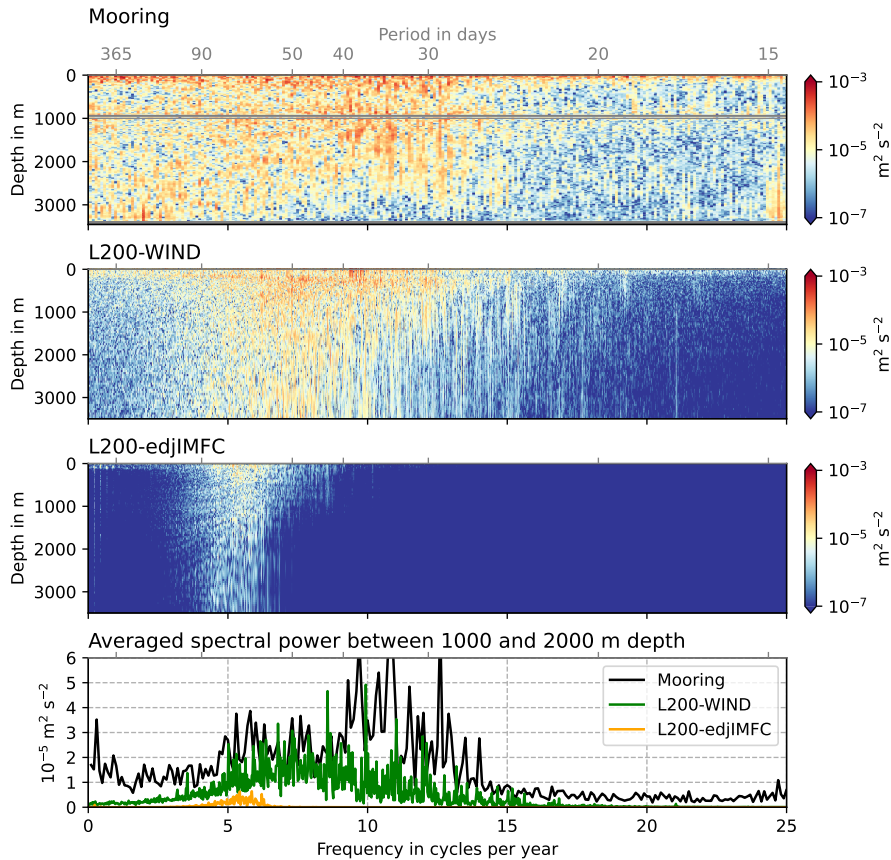 Mooring
Period in days
365 90 50 40 30 20 15
Depth in m
0
1000
2000
3000
10⁻³
10⁻⁵
10⁻⁷
m² s⁻²
L200-WIND
Depth in m
0
1000
2000
3000
10⁻³
10⁻⁵
10⁻⁷
m² s⁻²
L200-edjIMFC
Depth in m
0
1000
2000
3000
10⁻³
10⁻⁵
10⁻⁷
m² s⁻²
Averaged spectral power between 1000 and 2000 m depth
10⁻⁵ m² s⁻²
6
5
4
3
2
1
0
Mooring
L200-WIND
L200-edjIMFC
0 5 10 15 20 25
Frequency in cycles per year